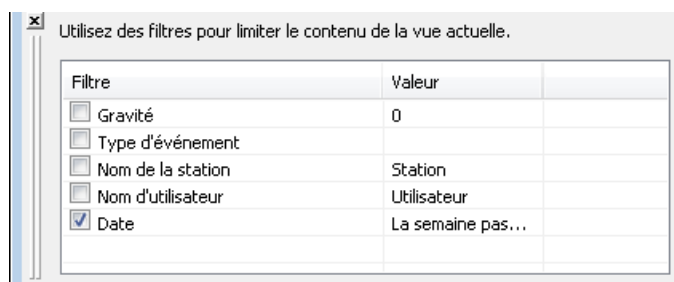 Utilisez des filtres pour limiter le contenu de la vue actuelle.
Filtre Valeur
Gravité 0
Type d'événement
Nom de la station Station
Nom d'utilisateur Utilisateur
Date La semaine pas...